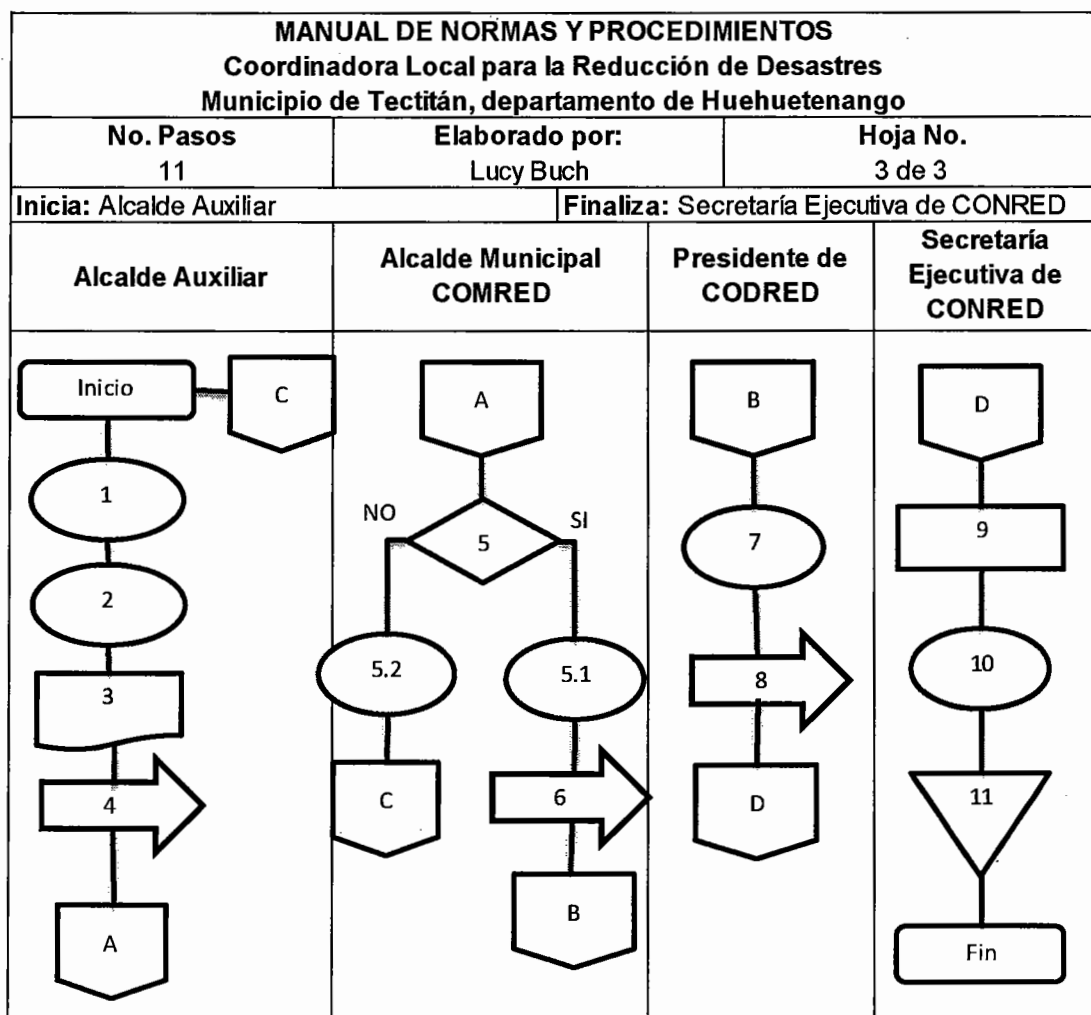 MANUAL DE NORMAS Y PROCEDIMIENTOS
Coordinadora Local para la Reducción de Desastres
Municipio de Tectitán, departamento de Huehuetenango
No. Pasos
11
Elaborado por:
Lucy Buch
Hoja No.
3 de 3
Inicia: Alcalde Auxiliar
Finaliza: Secretaría Ejecutiva de CONRED
Alcalde Auxiliar
Alcalde Municipal
COMRED
Presidente de
CODRED
Secretaría
Ejecutiva de
CONRED
Inicio
C
1
2
3
4
A
A
NO
5
SI
5.2
5.1
C
6
B
B
7
8
D
D
9
10
11
Fin